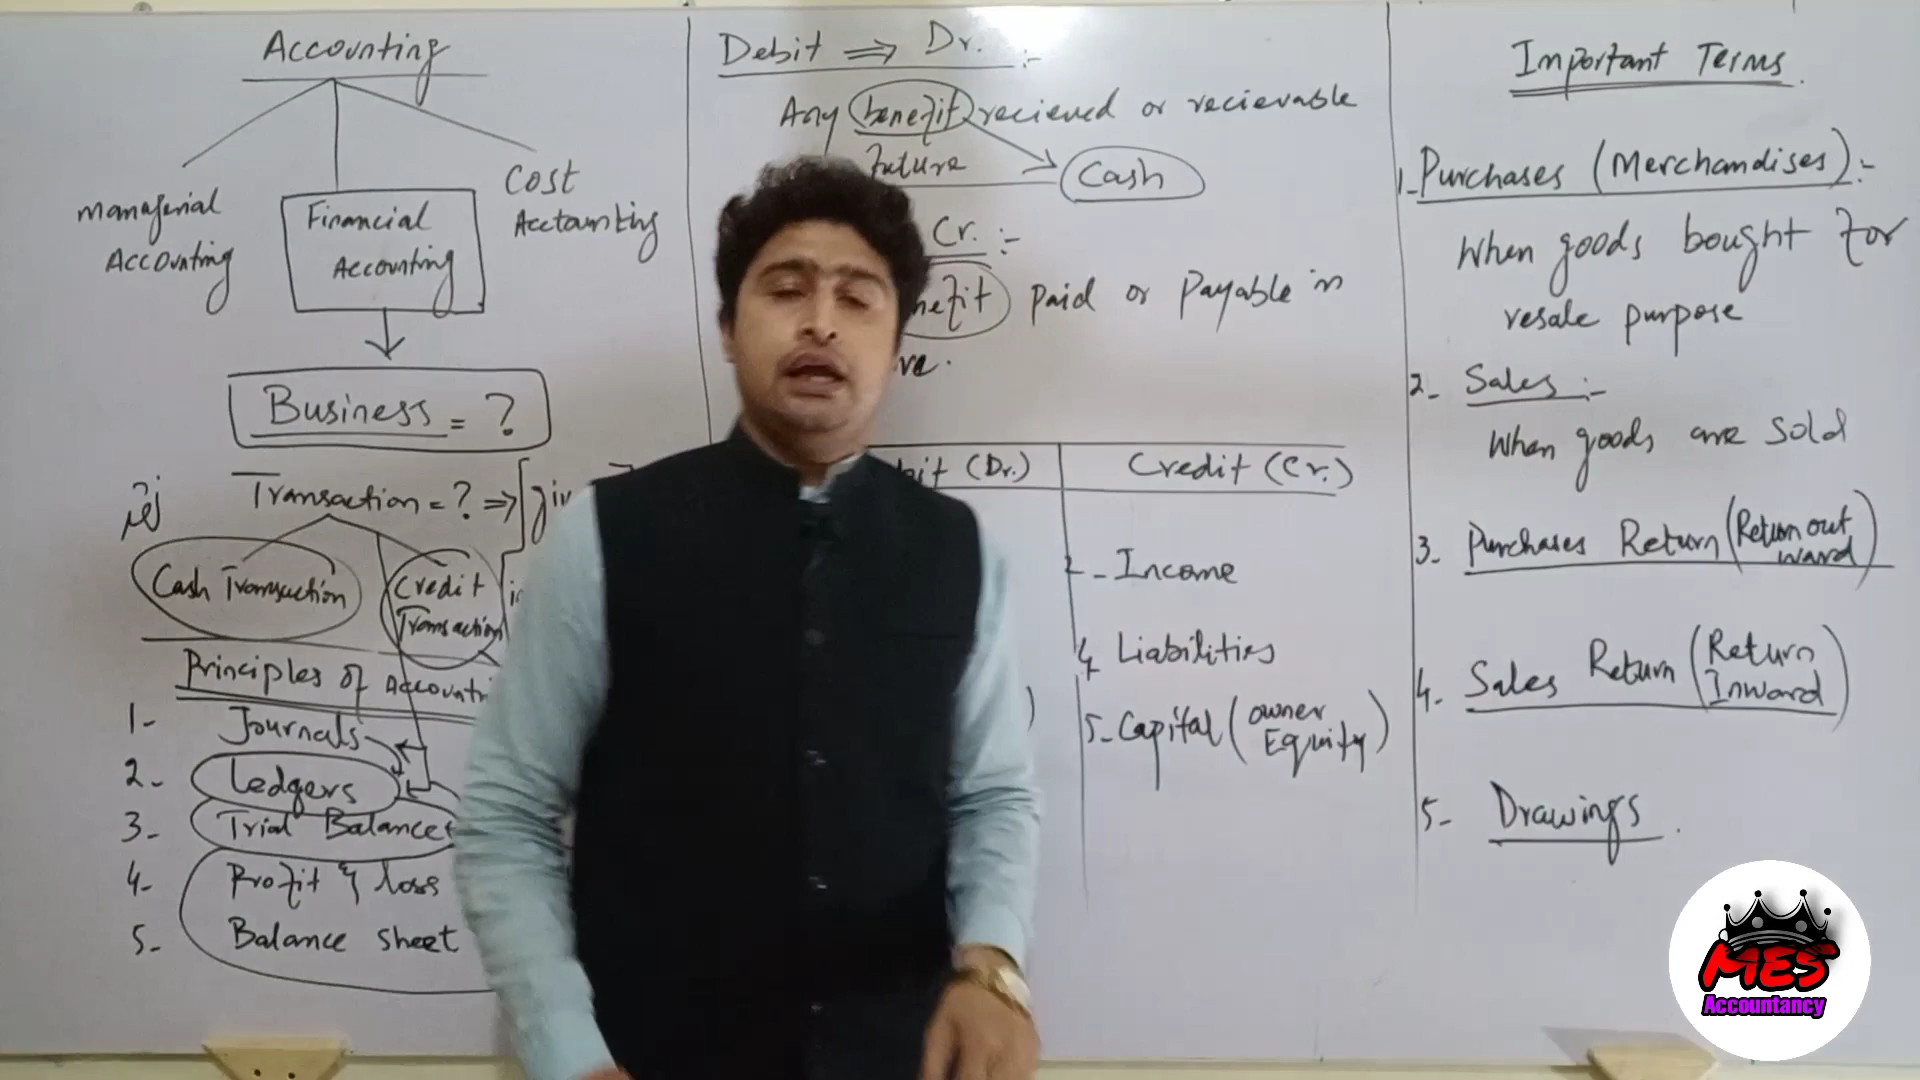 Accounting
Managerial
Accounting
Financial
Accounting
Cost
Accounting
Business = ?
Transaction = ? ⇒
Cash Transaction
Credit
Transaction
Principles of
1- Journals
2- Ledgers
3- Trial Balance
4- Profit & loss
5- Balance sheet
Debit ⇒ Dr. :-
Any benefit recieved or recievable
future
Cash
Cr. :-
paid or payable in
(Dr.)
Credit (Cr.)
2- Income
4 Liabilities
5- Capital (owner
Equity)
Important Terms.
1- Purchases (Merchandises) :-
When goods bought for
resale purpose
2- Sales :-
When goods are sold
3- Purchases Return (Return out
ward)
4- Sales Return (Return
Inward)
5- Drawings.
MES
Accountancy